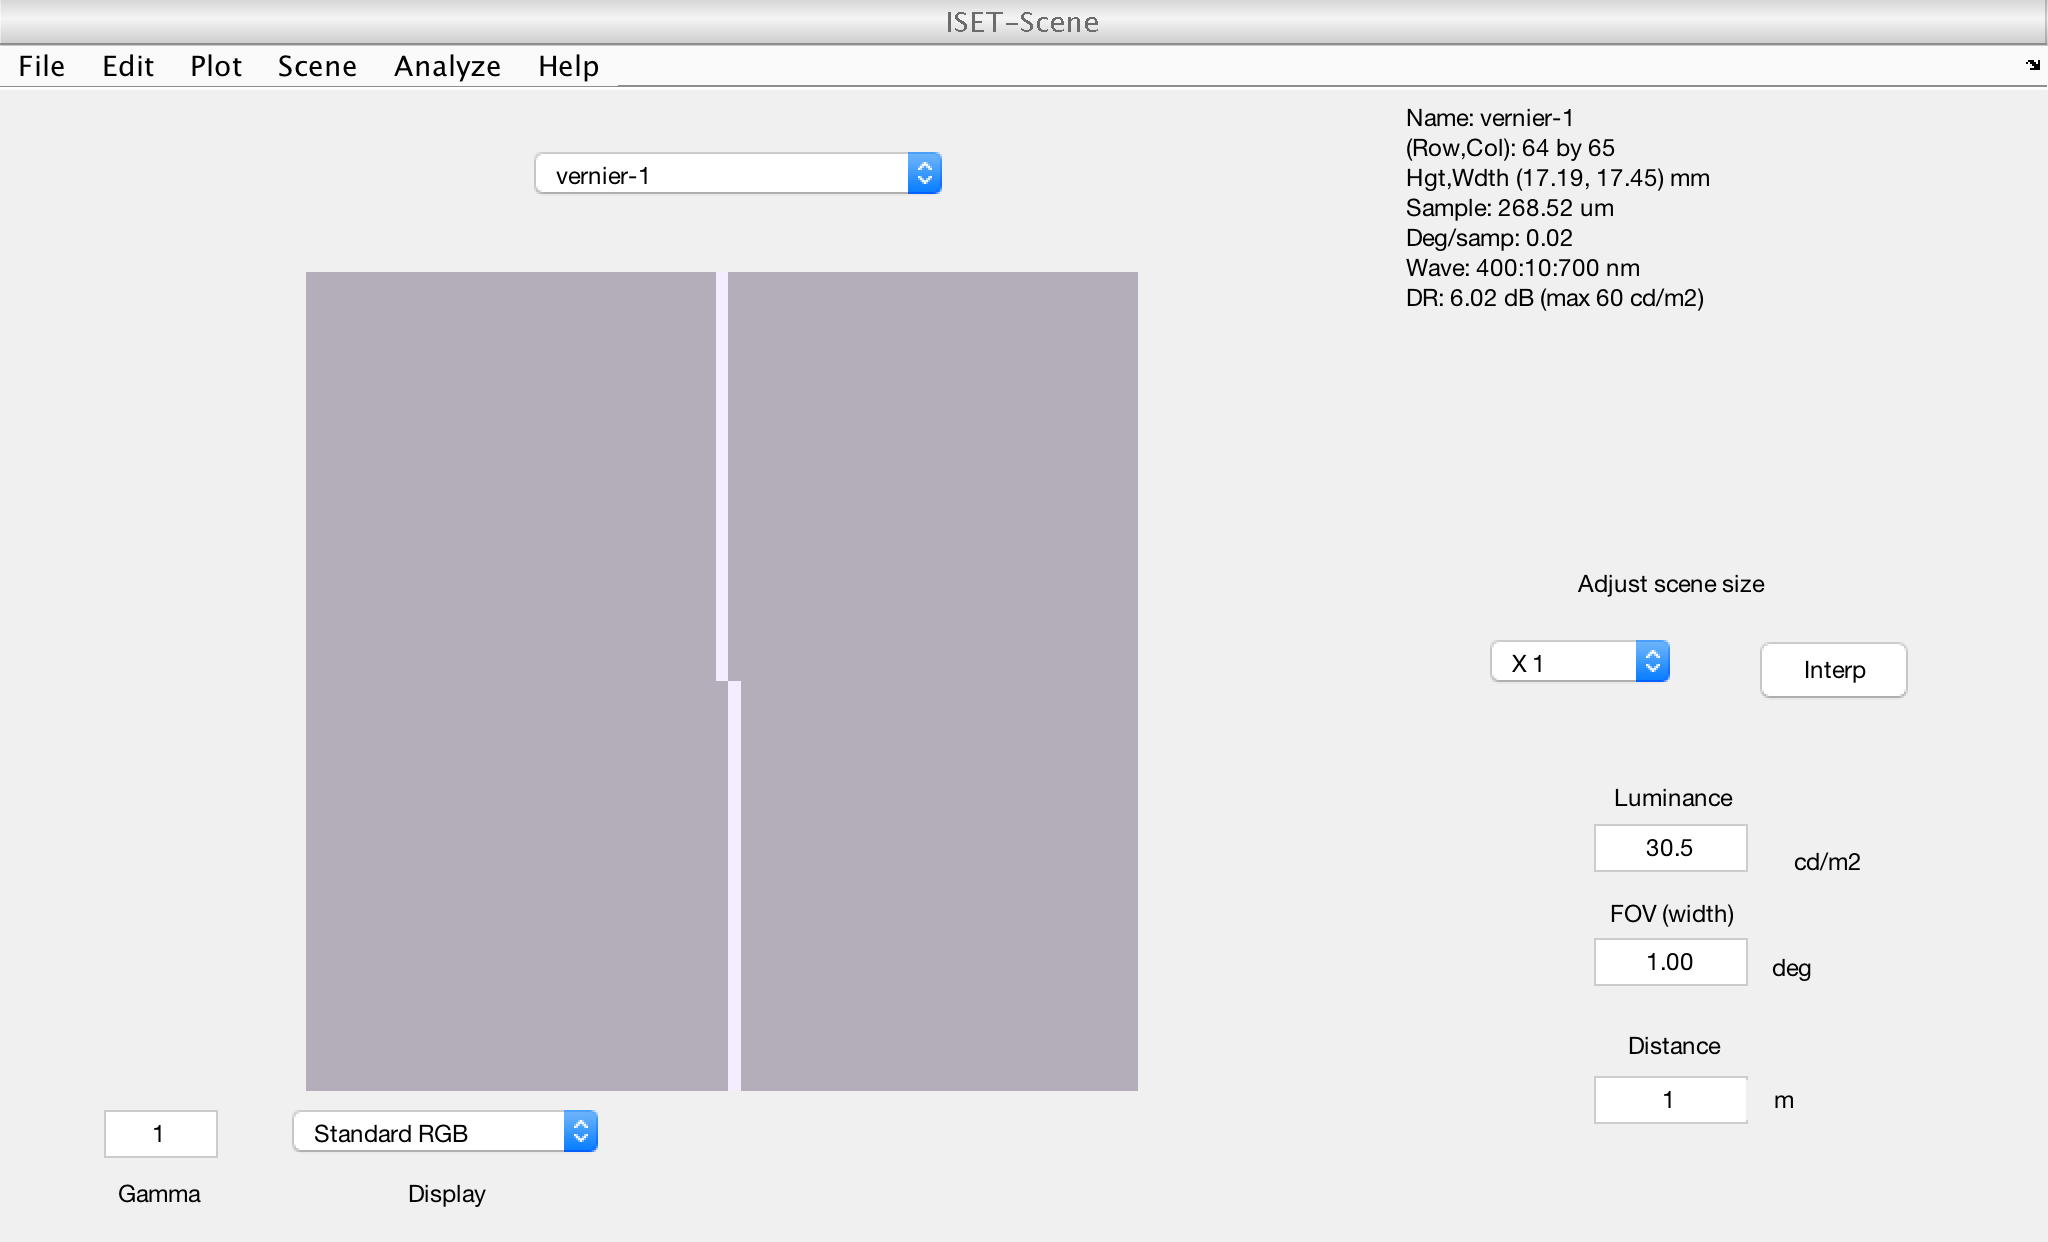 ISET-Scene
File Edit Plot Scene Analyze Help
vernier-1
Name: vernier-1
(Row,Col): 64 by 65
Hgt,Wdth (17.19, 17.45) mm
Sample: 268.52 um
Deg/samp: 0.02
Wave: 400:10:700 nm
DR: 6.02 dB (max 60 cd/m2)
Adjust scene size
X 1 Interp
Luminance
30.5 cd/m2
FOV (width)
1.00 deg
Distance
1 m
1 Standard RGB
Gamma Display